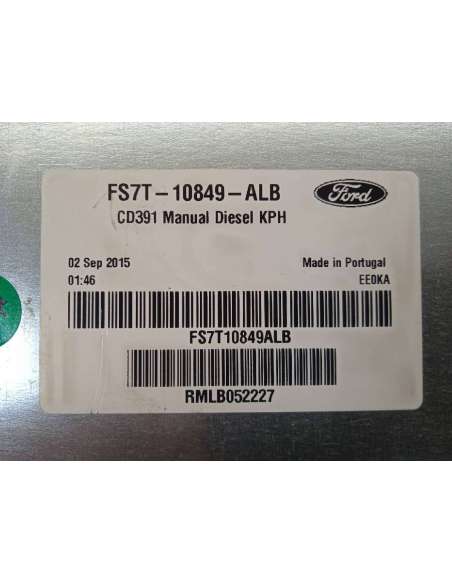 FS7T-10849-ALB
Ford
CD391 Manual Diesel KPH
02 Sep 2015
Made in Portugal
01:46
EE0KA
FS7T10849ALB
RMLB052227